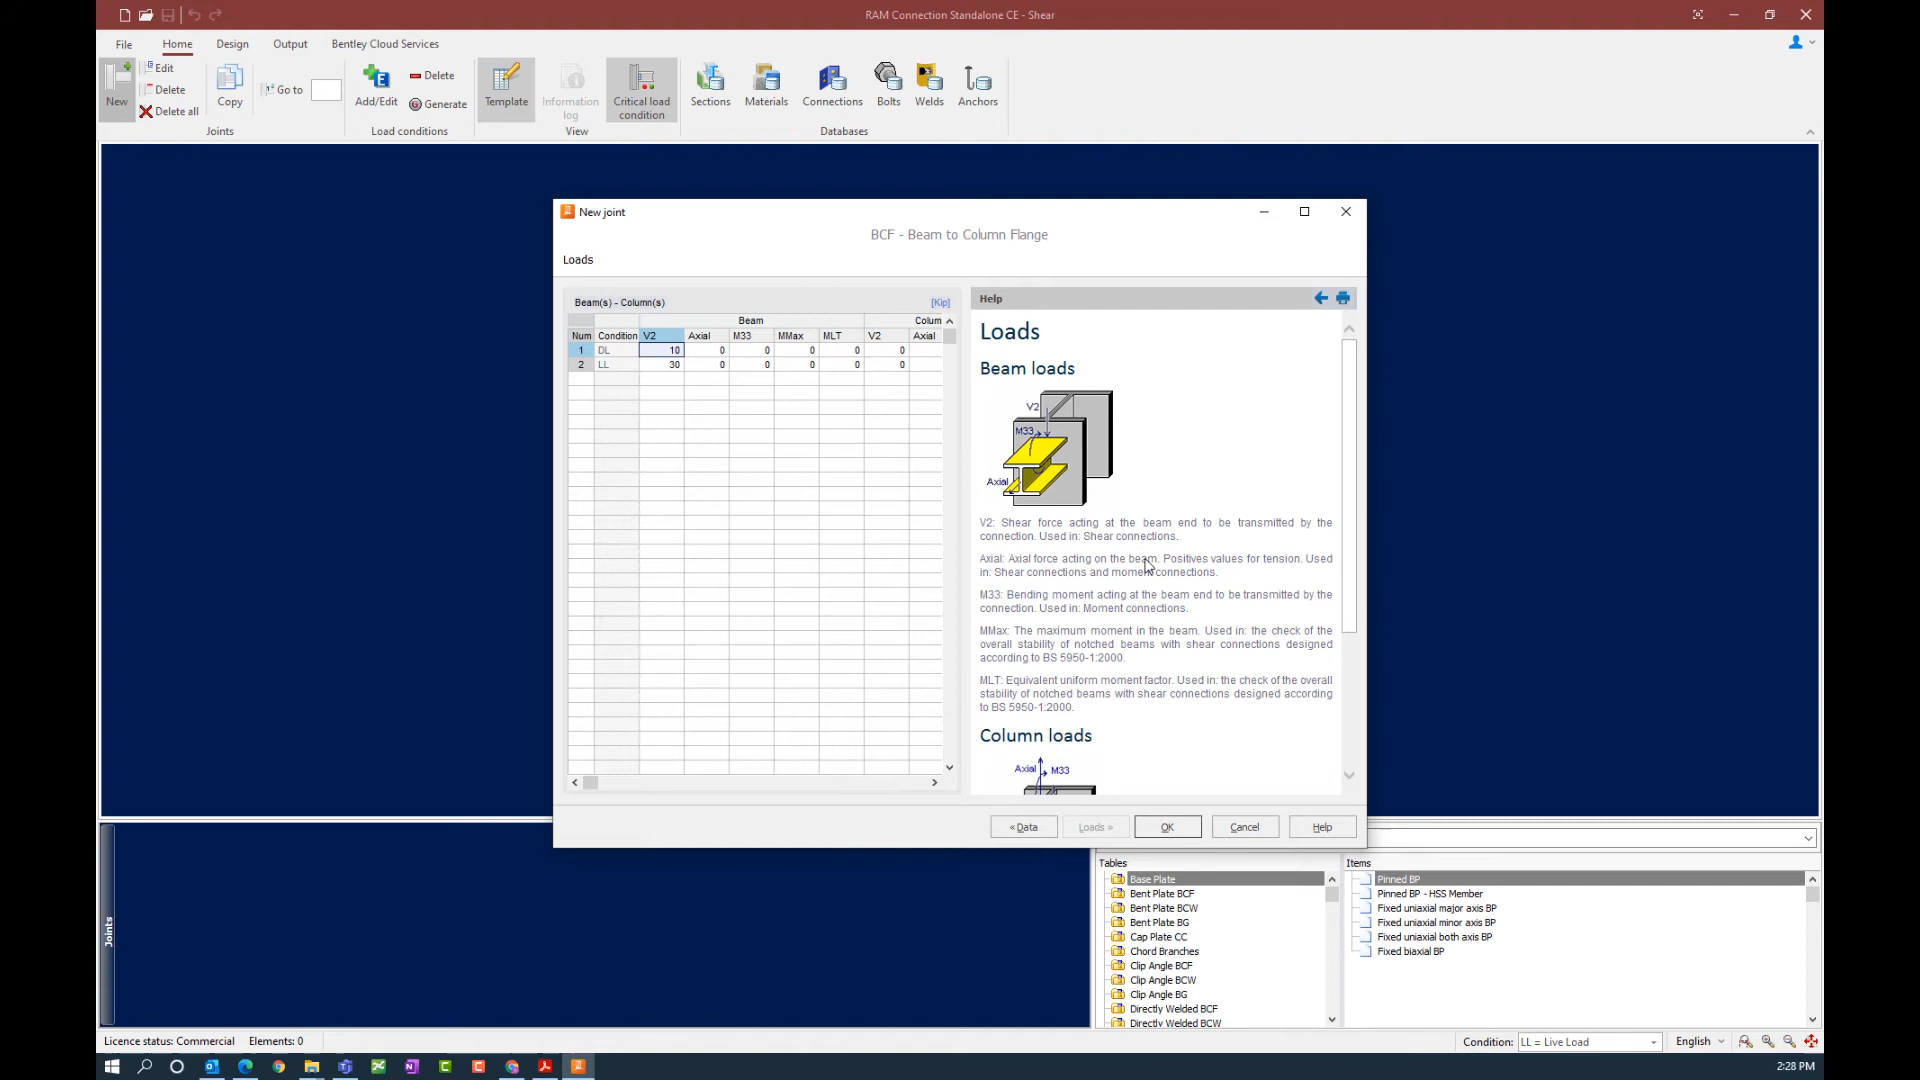 RAM Connection Standalone CE - Shear
File Home Design Output Bentley Cloud Services
New
Edit
Delete
Delete all
Copy
Go to
Joints
Add/Edit
Delete
Generate
Load conditions
Template
Information log
Critical load condition
View
Sections
Materials
Connections
Bolts
Welds
Anchors
Databases
New joint
BCF - Beam to Column Flange
Loads
Beam(s) - Column(s) [Kip]
Beam Colum
Num Condition V2 Axial M33 MMax MLT V2 Axial
1 DL 10 0 0 0 0 0
2 LL 30 0 0 0 0 0
Help
Loads
Beam loads
V2
M33
Axial
V2: Shear force acting at the beam end to be transmitted by the
connection. Used in: Shear connections.
Axial: Axial force acting on the beam. Positives values for tension. Used
in: Shear connections and moment connections.
M33: Bending moment acting at the beam end to be transmitted by the
connection. Used in: Moment connections.
MMax: The maximum moment in the beam. Used in: the check of the
overall stability of notched beams with shear connections designed
according to BS 5950-1:2000.
MLT: Equivalent uniform moment factor. Used in: the check of the overall
stability of notched beams with shear connections designed according
to BS 5950-1:2000.
Column loads
Axial M33
«Data Loads » OK Cancel Help
Joints
Tables
Base Plate
Bent Plate BCF
Bent Plate BCW
Bent Plate BG
Cap Plate CC
Chord Branches
Clip Angle BCF
Clip Angle BCW
Clip Angle BG
Directly Welded BCF
Directly Welded BCW
Items
Pinned BP
Pinned BP - HSS Member
Fixed uniaxial major axis BP
Fixed uniaxial minor axis BP
Fixed uniaxial both axis BP
Fixed biaxial BP
Licence status: Commercial Elements: 0
Condition: LL = Live Load English
2:28 PM